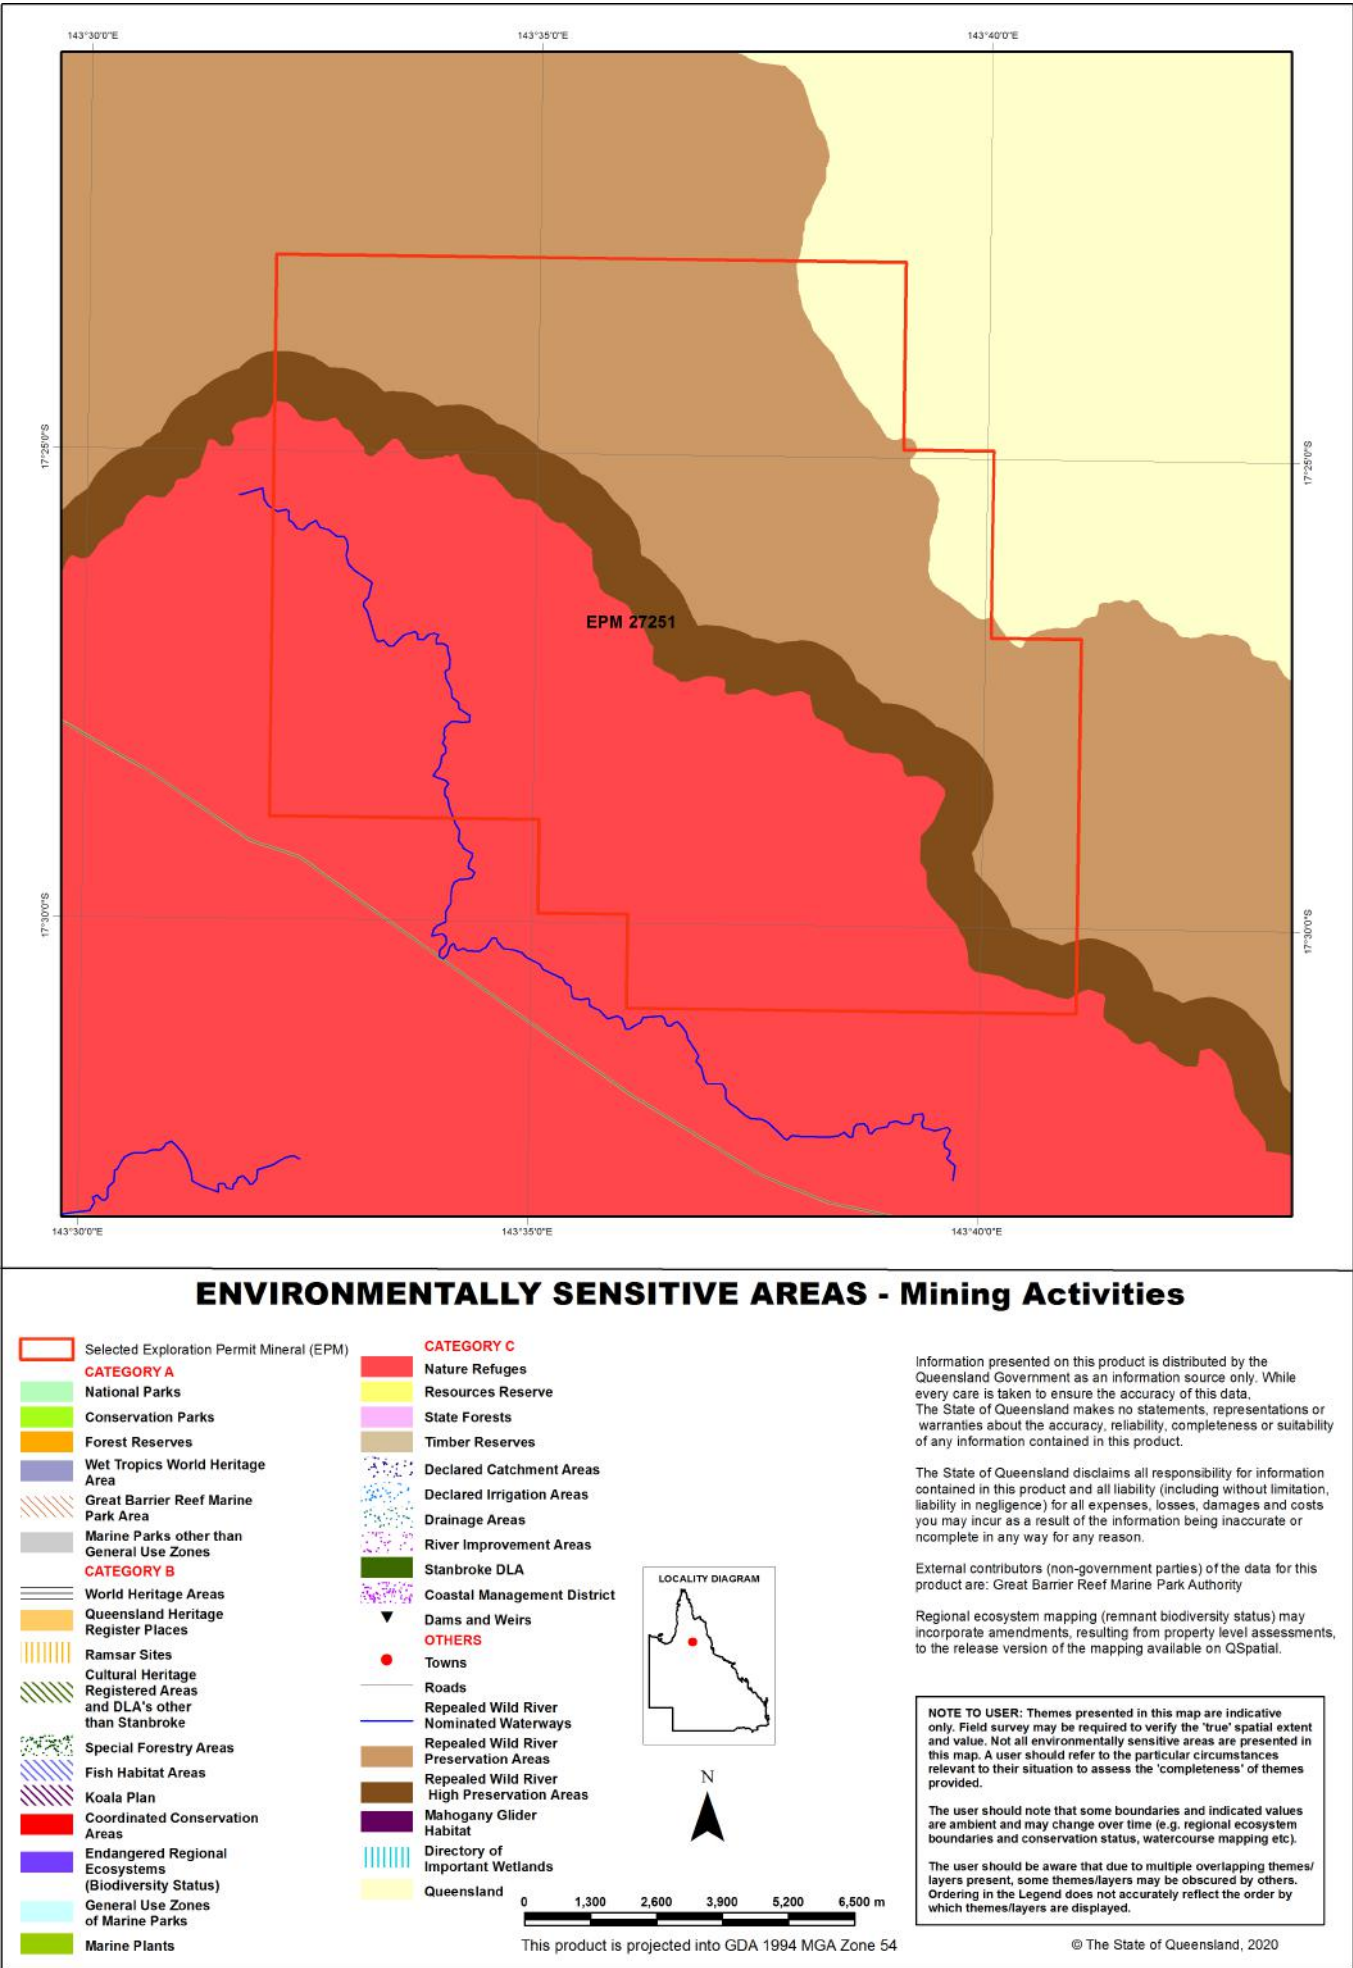 143°30'0"E
143°35'0"E
143°40'0"E
17°25'0"S
17°25'0"S
EPM 27251
17°30'0"S
17°30'0"S
143°30'0"E
143°35'0"E
143°40'0"E
ENVIRONMENTALLY SENSITIVE AREAS - Mining Activities
Selected Exploration Permit Mineral (EPM)
CATEGORY A
National Parks
Conservation Parks
Forest Reserves
Wet Tropics World Heritage
Area
Great Barrier Reef Marine
Park Area
Marine Parks other than
General Use Zones
CATEGORY B
World Heritage Areas
Queensland Heritage
Register Places
Ramsar Sites
Cultural Heritage
Registered Areas
and DLA's other
than Stanbroke
Special Forestry Areas
Fish Habitat Areas
Koala Plan
Coordinated Conservation
Areas
Endangered Regional
Ecosystems
(Biodiversity Status)
General Use Zones
of Marine Parks
Marine Plants
CATEGORY C
Nature Refuges
Resources Reserve
State Forests
Timber Reserves
Declared Catchment Areas
Declared Irrigation Areas
Drainage Areas
River Improvement Areas
Stanbroke DLA
Coastal Management District
Dams and Weirs
OTHERS
Towns
Roads
Repealed Wild River
Nominated Waterways
Repealed Wild River
Preservation Areas
Repealed Wild River
High Preservation Areas
Mahogany Glider
Habitat
Directory of
Important Wetlands
Queensland
LOCALITY DIAGRAM
N
0 1,300 2,600 3,900 5,200 6,500 m
This product is projected into GDA 1994 MGA Zone 54
Information presented on this product is distributed by the
Queensland Government as an information source only. While
every care is taken to ensure the accuracy of this data,
The State of Queensland makes no statements, representations or
warranties about the accuracy, reliability, completeness or suitability
of any information contained in this product.
The State of Queensland disclaims all responsibility for information
contained in this product and all liability (including without limitation,
liability in negligence) for all expenses, losses, damages and costs
you may incur as a result of the information being inaccurate or
ncomplete in any way for any reason.
External contributors (non-government parties) of the data for this
product are: Great Barrier Reef Marine Park Authority
Regional ecosystem mapping (remnant biodiversity status) may
incorporate amendments, resulting from property level assessments,
to the release version of the mapping available on QSpatial.
NOTE TO USER: Themes presented in this map are indicative
only. Field survey may be required to verify the 'true' spatial extent
and value. Not all environmentally sensitive areas are presented in
this map. A user should refer to the particular circumstances
relevant to their situation to assess the 'completeness' of themes
provided.
The user should note that some boundaries and indicated values
are ambient and may change over time (e.g. regional ecosystem
boundaries and conservation status, watercourse mapping etc).
The user should be aware that due to multiple overlapping themes/
layers present, some themes/layers may be obscured by others.
Ordering in the Legend does not accurately reflect the order by
which themes/layers are displayed.
© The State of Queensland, 2020